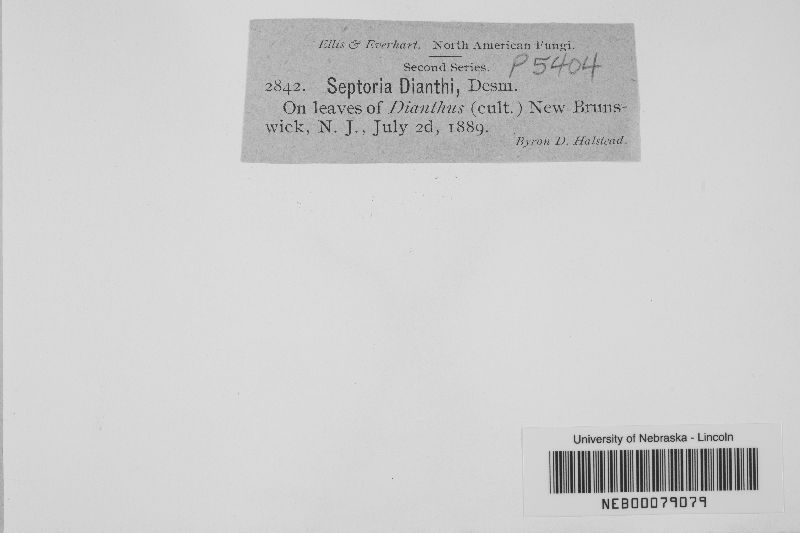 Ellis & Everhart. North American Fungi.
Second Series. P5404
2842. Septoria Dianthi, Desm.
On leaves of Dianthus (cult.) New Bruns-
wick, N. J., July 2d, 1889.
Byron D. Halstead.
University of Nebraska - Lincoln
NEB00079079